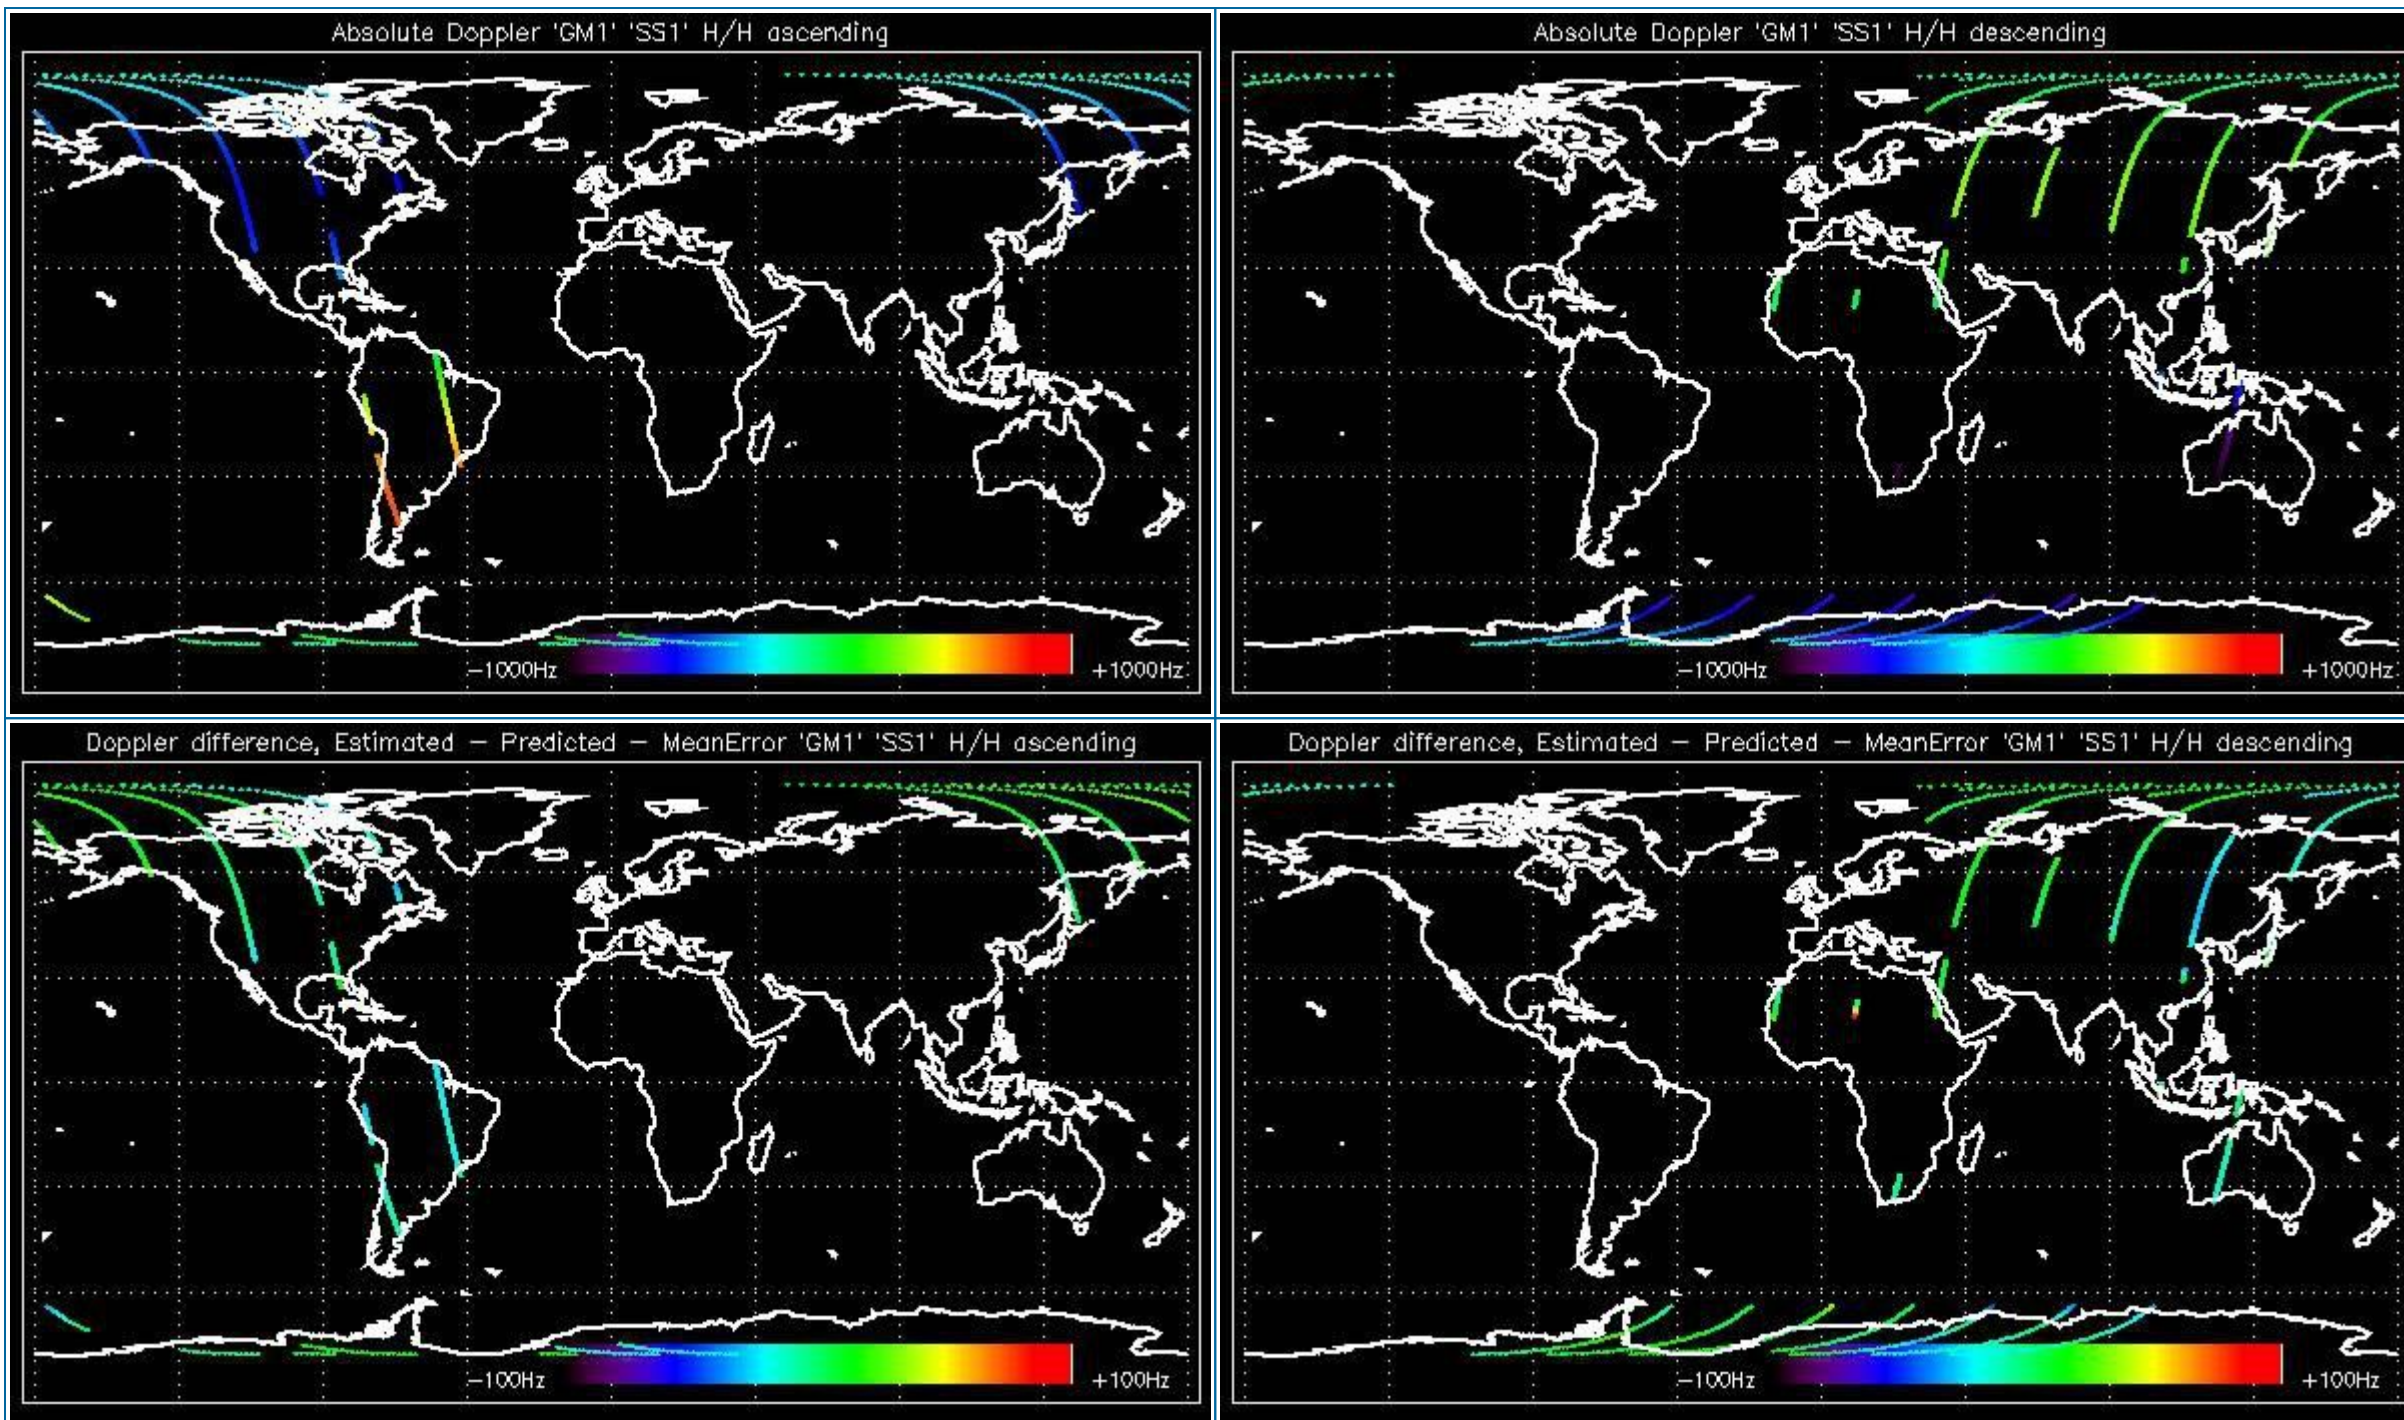 Absolute Doppler 'GM1' 'SS1' H/H ascending
−1000Hz
+1000Hz
Absolute Doppler 'GM1' 'SS1' H/H descending
−1000Hz
+1000Hz
Doppler difference, Estimated − Predicted − MeanError 'GM1' 'SS1' H/H ascending
−100Hz
+100Hz
Doppler difference, Estimated − Predicted − MeanError 'GM1' 'SS1' H/H descending
−100Hz
+100Hz